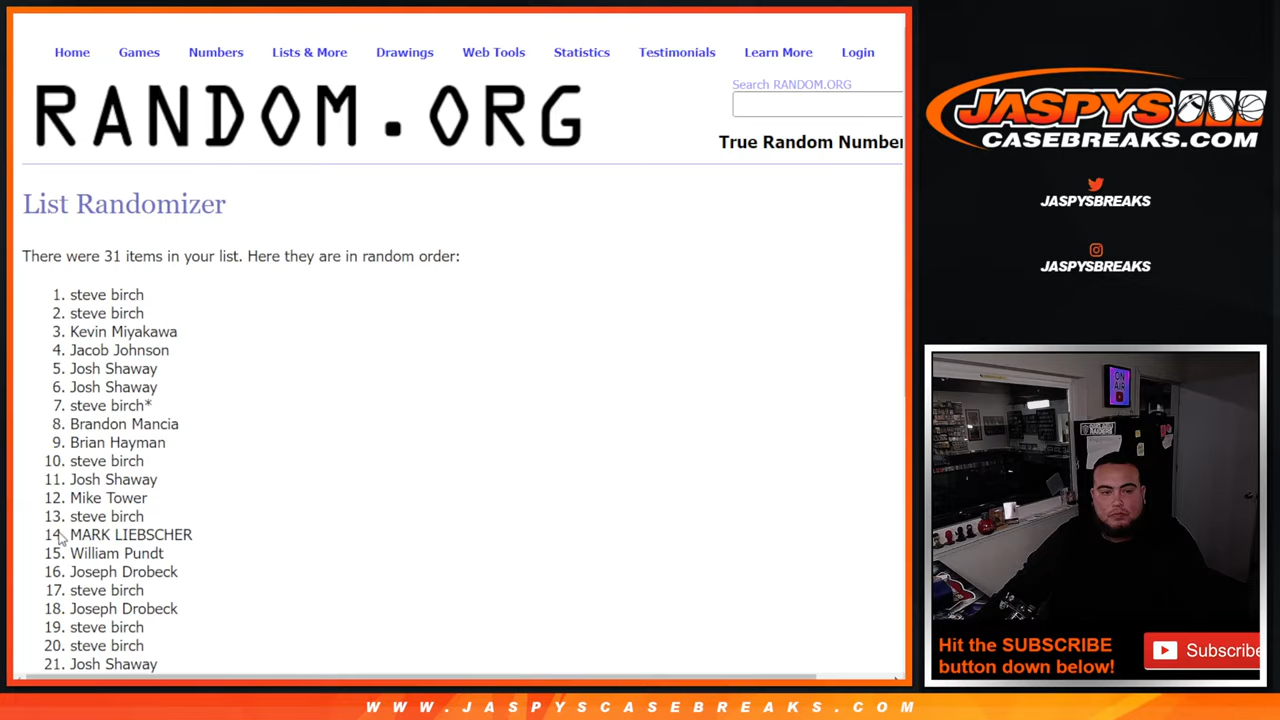 Home Games Numbers Lists & More Drawings Web Tools Statistics Testimonials Learn More Login
RANDOM.ORG
Search RANDOM.ORG
True Random Number
List Randomizer
There were 31 items in your list. Here they are in random order:
1. steve birch
2. steve birch
3. Kevin Miyakawa
4. Jacob Johnson
5. Josh Shaway
6. Josh Shaway
7. steve birch*
8. Brandon Mancia
9. Brian Hayman
10. steve birch
11. Josh Shaway
12. Mike Tower
13. steve birch
14. MARK LIEBSCHER
15. William Pundt
16. Joseph Drobeck
17. steve birch
18. Joseph Drobeck
19. steve birch
20. steve birch
21. Josh Shaway
JASPYS
CASEBREAKS.COM
JASPYSBREAKS
JASPYSBREAKS
ON
AIR
Hit the SUBSCRIBE
button down below!
Subscribe
WWW.JASPYSCASEBREAKS.COM